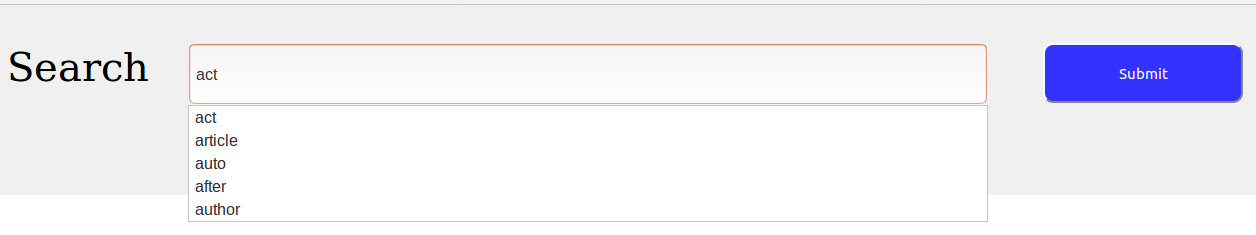 Search
act
Submit
act
article
auto
after
author